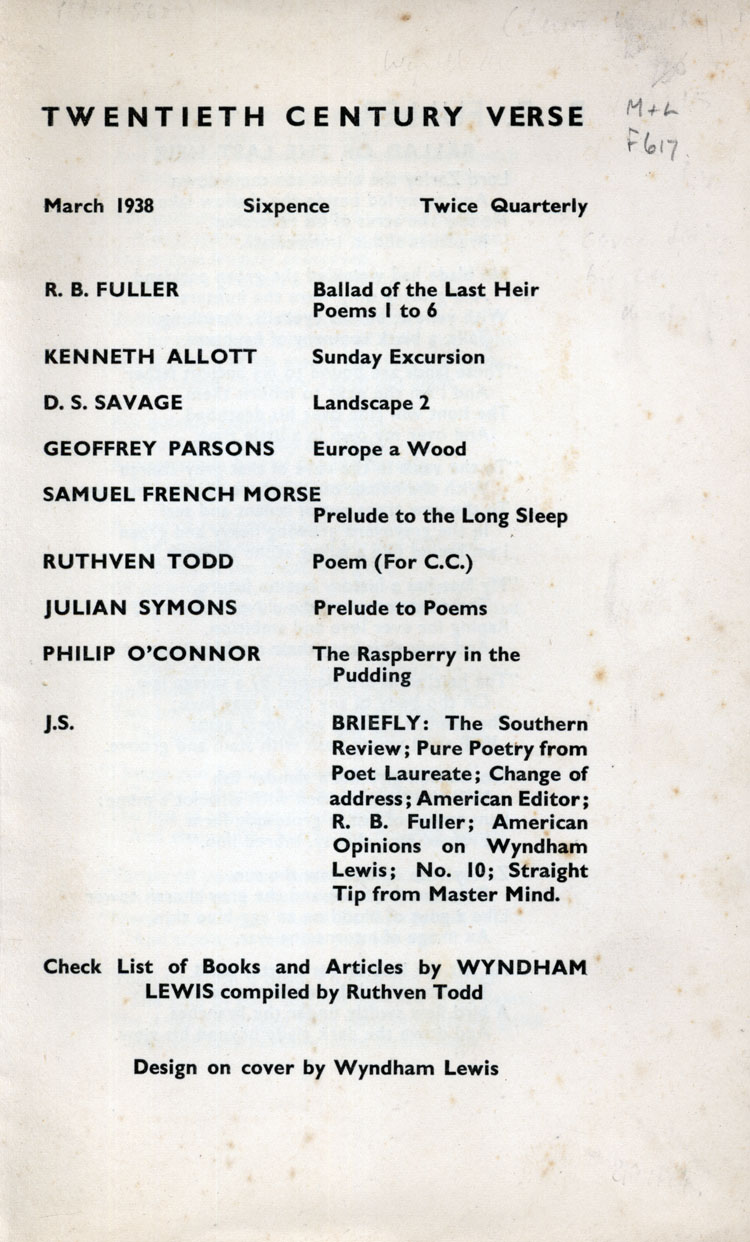 TWENTIETH CENTURY VERSE
M+L
F617
March 1938 Sixpence Twice Quarterly
R. B. FULLER Ballad of the Last Heir
Poems 1 to 6
KENNETH ALLOTT Sunday Excursion
D. S. SAVAGE Landscape 2
GEOFFREY PARSONS Europe a Wood
SAMUEL FRENCH MORSE
Prelude to the Long Sleep
RUTHVEN TODD Poem (For C.C.)
JULIAN SYMONS Prelude to Poems
PHILIP O'CONNOR The Raspberry in the
Pudding
J.S. BRIEFLY: The Southern
Review; Pure Poetry from
Poet Laureate; Change of
address; American Editor;
R. B. Fuller; American
Opinions on Wyndham
Lewis; No. 10; Straight
Tip from Master Mind.
Check List of Books and Articles by WYNDHAM
LEWIS compiled by Ruthven Todd
Design on cover by Wyndham Lewis